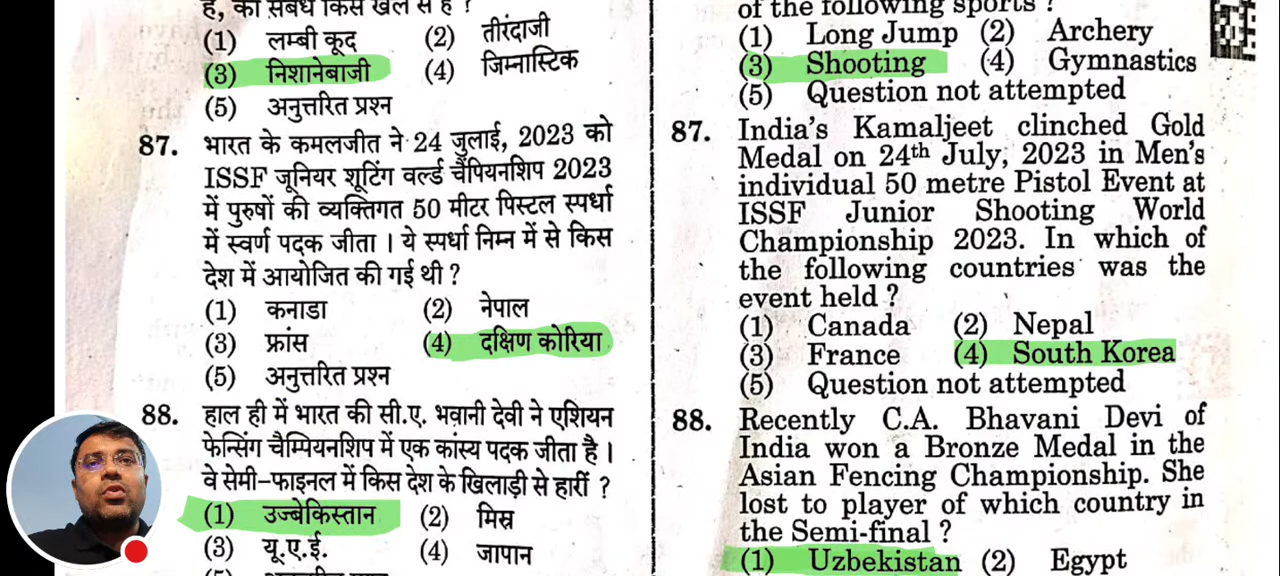 है, का संबंध किस खेल से है ?
(1) लम्बी कूद (2) तीरंदाजी
(3) निशानेबाजी (4) जिम्नास्टिक
(5) अनुत्तरित प्रश्न
87. भारत के कमलजीत ने 24 जुलाई, 2023 को
ISSF जूनियर शूटिंग वर्ल्ड चैंपियनशिप 2023
में पुरुषों की व्यक्तिगत 50 मीटर पिस्टल स्पर्धा
में स्वर्ण पदक जीता । ये स्पर्धा निम्न में से किस
देश में आयोजित की गई थी ?
(1) कनाडा (2) नेपाल
(3) फ्रांस (4) दक्षिण कोरिया
(5) अनुत्तरित प्रश्न
88. हाल ही में भारत की सी.ए. भवानी देवी ने एशियन
फेन्सिंग चैम्पियनशिप में एक कांस्य पदक जीता है ।
वे सेमी-फाइनल में किस देश के खिलाड़ी से हारीं ?
(1) उज्बेकिस्तान (2) मिस्र
(3) यू.ए.ई. (4) जापान
of the following sports ?
(1) Long Jump (2) Archery
(3) Shooting (4) Gymnastics
(5) Question not attempted
87. India's Kamaljeet clinched Gold
Medal on 24th July, 2023 in Men's
individual 50 metre Pistol Event at
ISSF Junior Shooting World
Championship 2023. In which of
the following countries was the
event held ?
(1) Canada (2) Nepal
(3) France (4) South Korea
(5) Question not attempted
88. Recently C.A. Bhavani Devi of
India won a Bronze Medal in the
Asian Fencing Championship. She
lost to player of which country in
the Semi-final ?
(1) Uzbekistan (2) Egypt